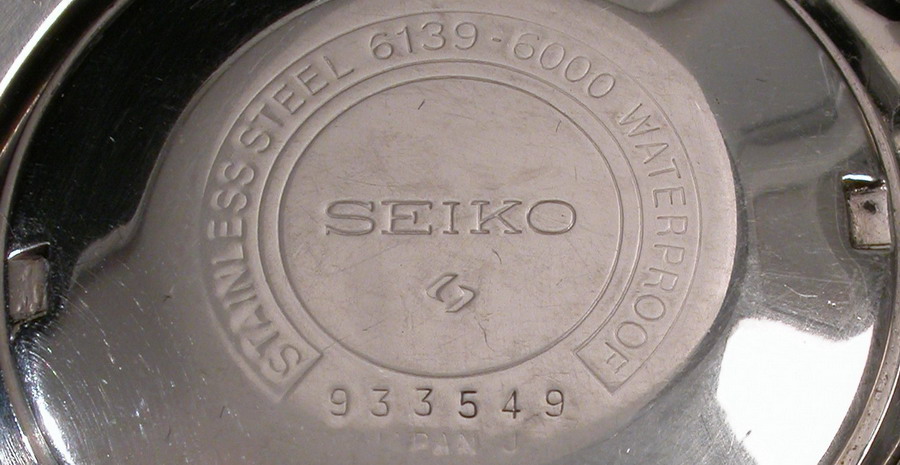 STAINLESS STEEL 6139-6000 WATERPROOF
SEIKO
933549